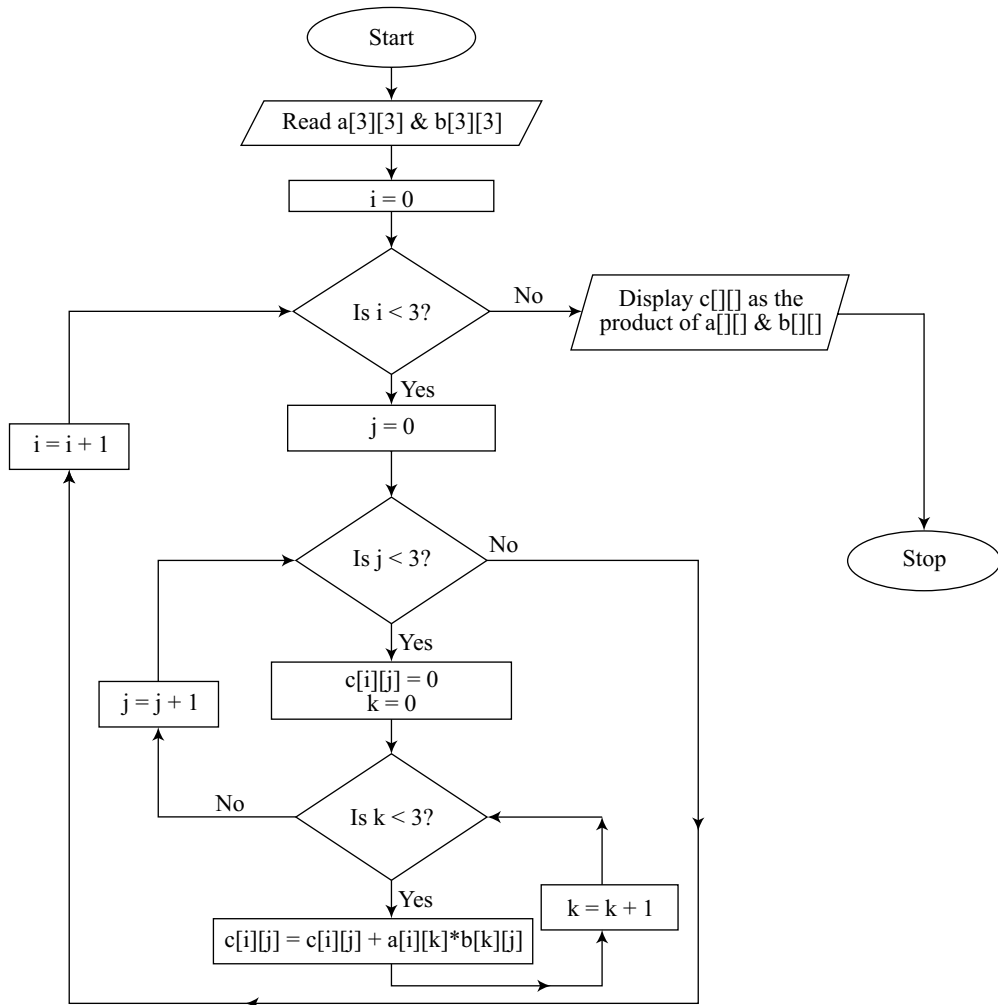 Start
Read a[3][3] & b[3][3]
i = 0
Is i < 3?
No
Display c[][] as the
product of a[][] & b[][]
Yes
i = i + 1
j = 0
Is j < 3?
No
Stop
Yes
c[i][j] = 0
k = 0
j = j + 1
No
Is k < 3?
Yes
k = k + 1
c[i][j] = c[i][j] + a[i][k]*b[k][j]